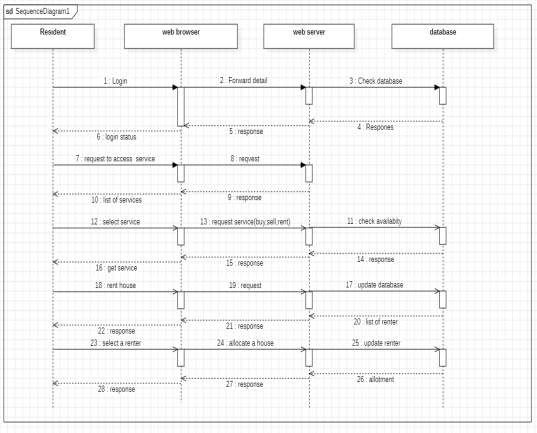 sd SequenceDiagram1
Resident web browser web server database
1 : Login 2 : Forward detail 3 : Check database
4 : Respones
5 : response
6 : login status
7 : request to access service 8 : reqvest
9 : response
10 : list of services
12 : select service 13 : request service(buy,sell,rent) 11 : check availabity
14 : response
15 : response
16 : get service
18 : rent house 19 : request 17 : update database
20 : list of renter
21 : response
22 : response
23 : select a renter 24 : allocate a house 25 : update renter
26 : allotment
27 : response
28 : response